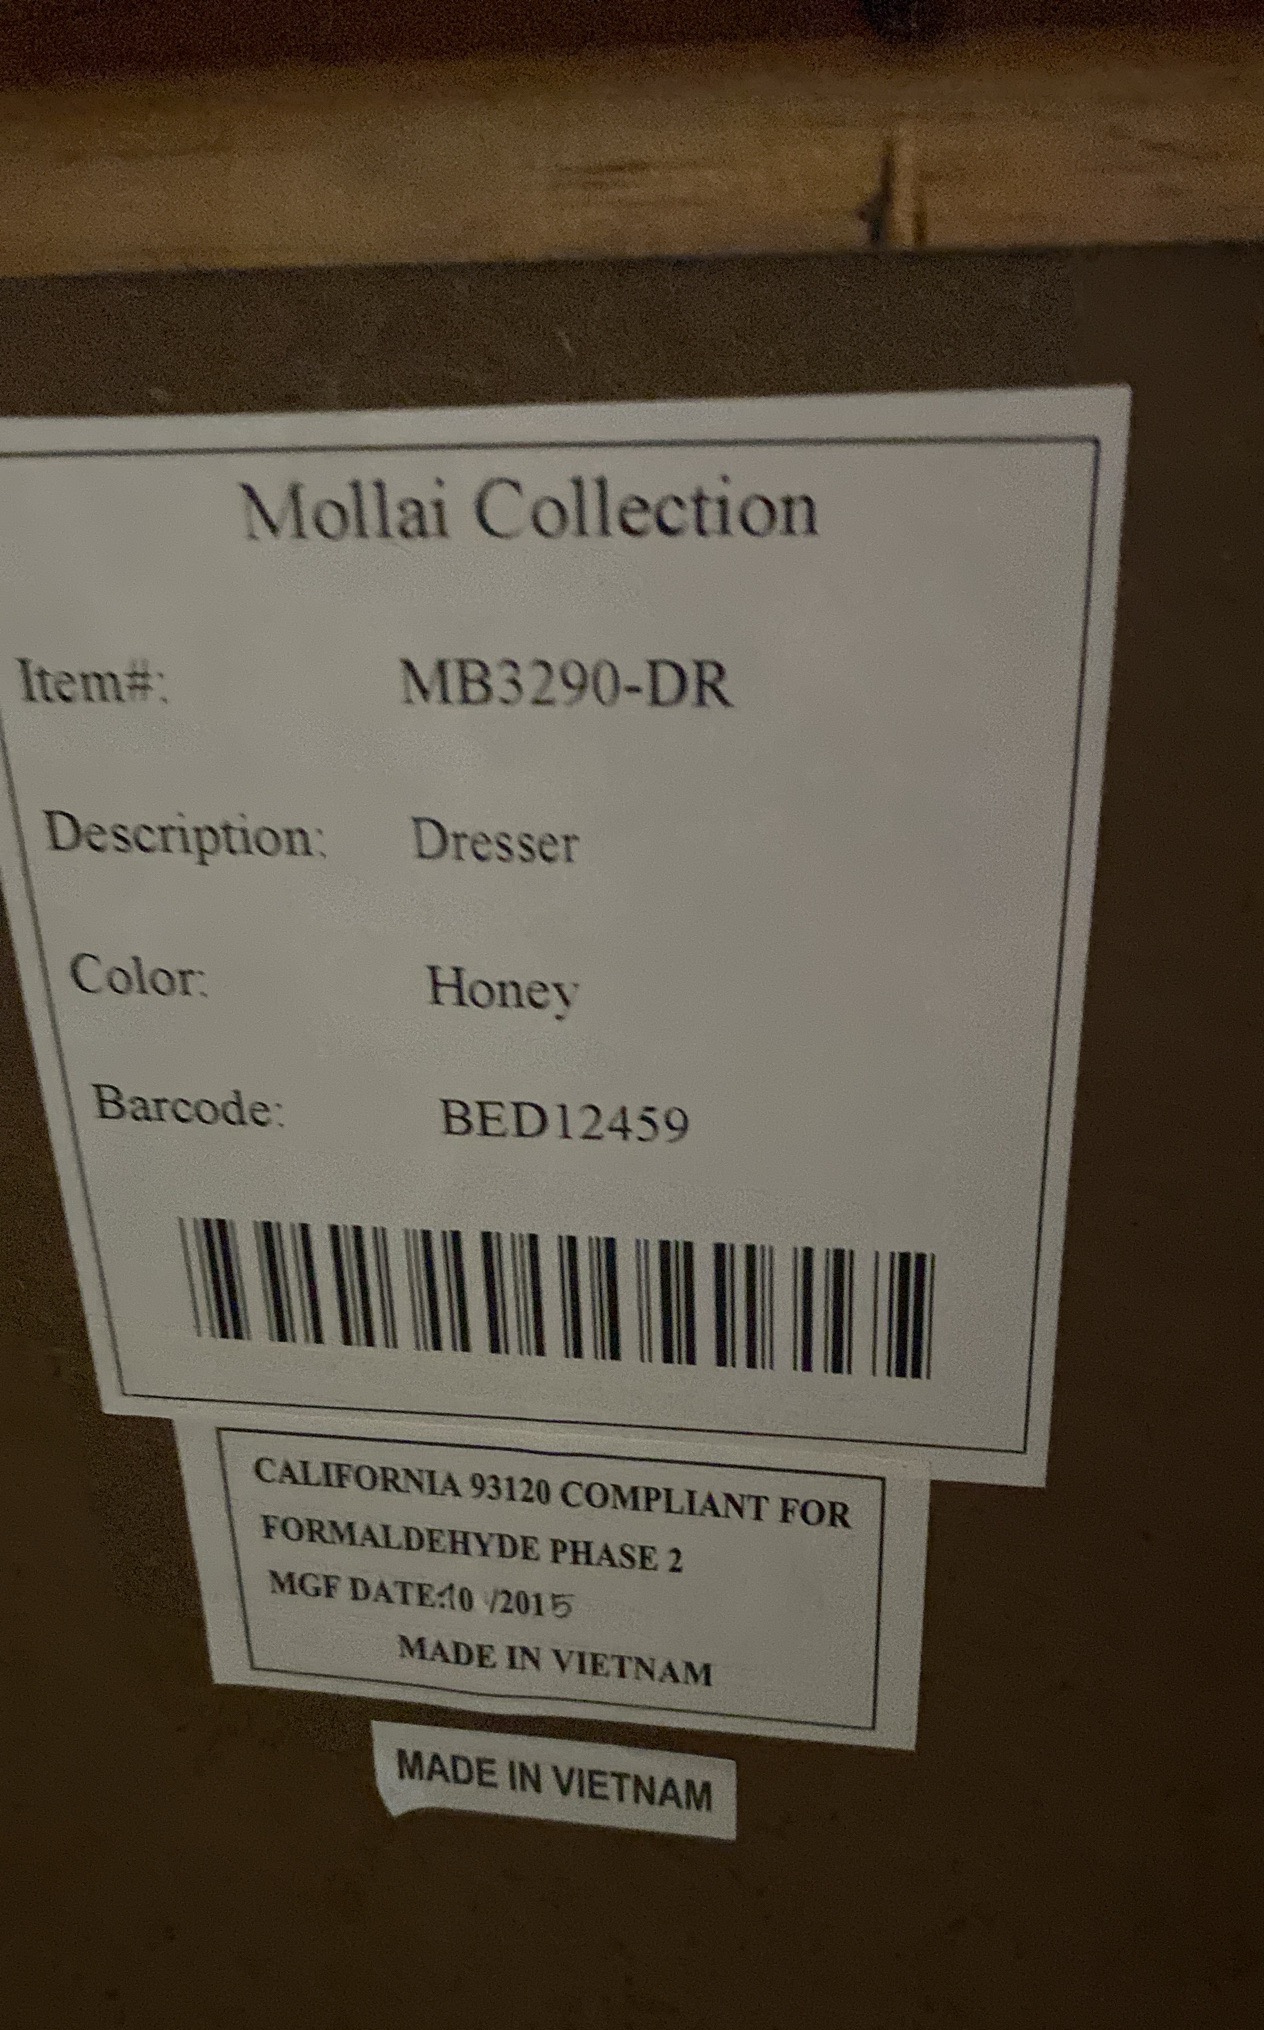 Mollai Collection
Item#: MB3290-DR
Description: Dresser
Color: Honey
Barcode: BED12459
CALIFORNIA 93120 COMPLIANT FOR
FORMALDEHYDE PHASE 2
MGF DATE:10 /2015
MADE IN VIETNAM
MADE IN VIETNAM